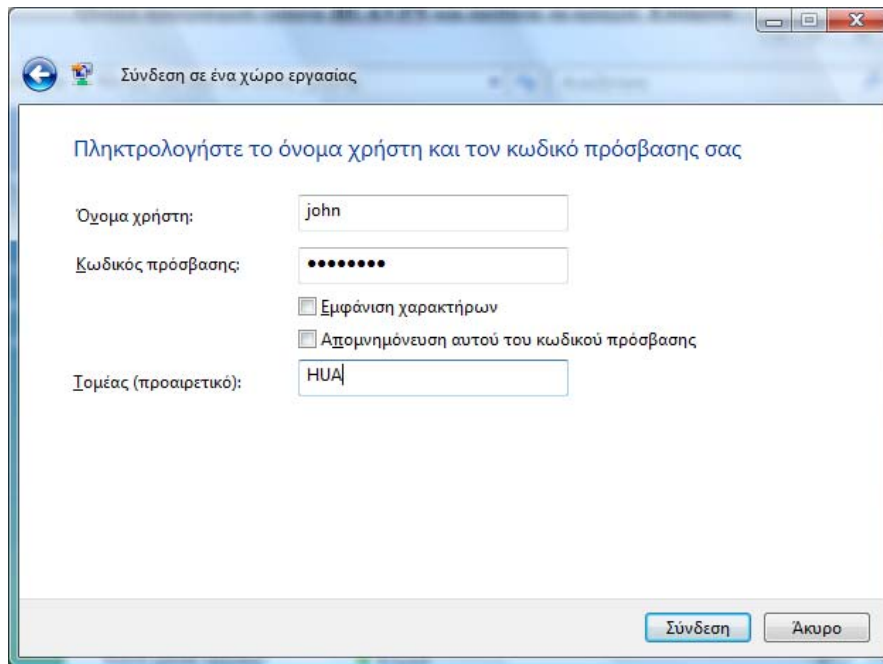 Σύνδεση σε ένα χώρο εργασίας
Πληκτρολογήστε το όνομα χρήστη και τον κωδικό πρόσβασης σας
Όνομα χρήστη:
john
Κωδικός πρόσβασης:
●●●●●●●●
Εμφάνιση χαρακτήρων
Απομνημόνευση αυτού του κωδικού πρόσβασης
Τομέας (προαιρετικό):
HUA
Σύνδεση
Άκυρο